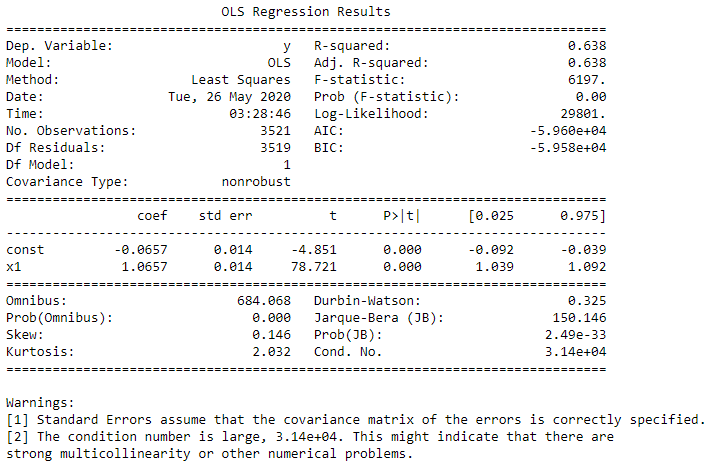 OLS Regression Results
==============================================================================
Dep. Variable:                      y   R-squared:                       0.638
Model:                            OLS   Adj. R-squared:                  0.638
Method:                 Least Squares   F-statistic:                     6197.
Date:                Tue, 26 May 2020   Prob (F-statistic):               0.00
Time:                        03:28:46   Log-Likelihood:                 29801.
No. Observations:                3521   AIC:                        -5.960e+04
Df Residuals:                    3519   BIC:                        -5.958e+04
Df Model:                           1
Covariance Type:            nonrobust
==============================================================================
                 coef    std err          t      P>|t|      [0.025      0.975]
------------------------------------------------------------------------------
const         -0.0657      0.014     -4.851      0.000      -0.092      -0.039
x1             1.0657      0.014     78.721      0.000       1.039       1.092
==============================================================================
Omnibus:                      684.068   Durbin-Watson:                   0.325
Prob(Omnibus):                  0.000   Jarque-Bera (JB):              150.146
Skew:                           0.146   Prob(JB):                     2.49e-33
Kurtosis:                       2.032   Cond. No.                     3.14e+04
==============================================================================
Warnings:
[1] Standard Errors assume that the covariance matrix of the errors is correctly specified.
[2] The condition number is large, 3.14e+04. This might indicate that there are
strong multicollinearity or other numerical problems.